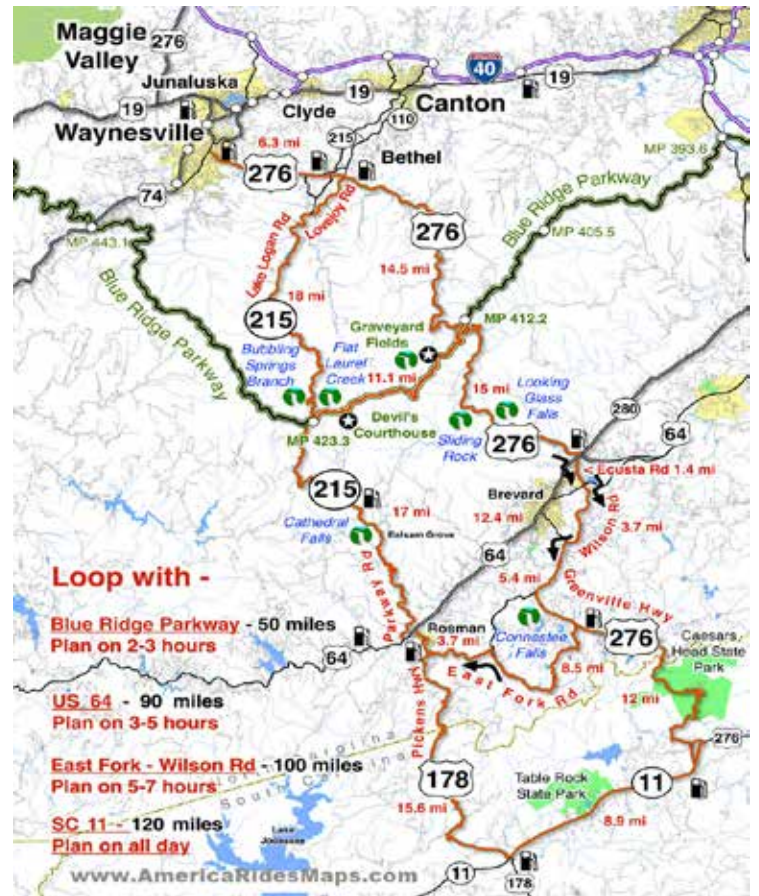 Maggie
Valley
276
40
Junaluska
19
19
Clyde
19
Canton
Waynesville
215
110
6.3 mi
Bethel
MP 393.6
276
74
Lake Logan Rd
Lovejoy Rd
276
Blue Ridge Parkway
MP 405.5
MP 443.1
14.5 mi
Blue Ridge Parkway
18 mi
215
Graveyard
Fields
MP 412.2
Bubbling
Springs
Branch
Flat
Laurel
Creek
11.1 mi
15 mi
Looking
Glass
Falls
280
64
Devil's
Courthouse
MP 423.3
Sliding
Rock
276
< Ecusta Rd 1.4 mi
215
Brevard
17 mi
12.4 mi
Wilson Rd
3.7 mi
Cathedral
Falls
Balsam Grove
64
Parkway Rd
5.4 mi
Greenville Hwy
Loop with -
Blue Ridge Parkway - 50 miles
Plan on 2-3 hours
Rosman
3.7 mi
Connestee
Falls
276
Caesars
Head State
Park
64
8.5 mi
East Fork Rd
12 mi
US 64 - 90 miles
Plan on 3-5 hours
Pickens Hwy
276
East Fork - Wilson Rd - 100 miles
Plan on 5-7 hours
North Carolina
South Carolina
178
Table Rock
State Park
11
15.6 mi
8.9 mi
SC 11 - 120 miles
Plan on all day
Lake
Jocassee
www.AmericaRidesMaps.com
11
178